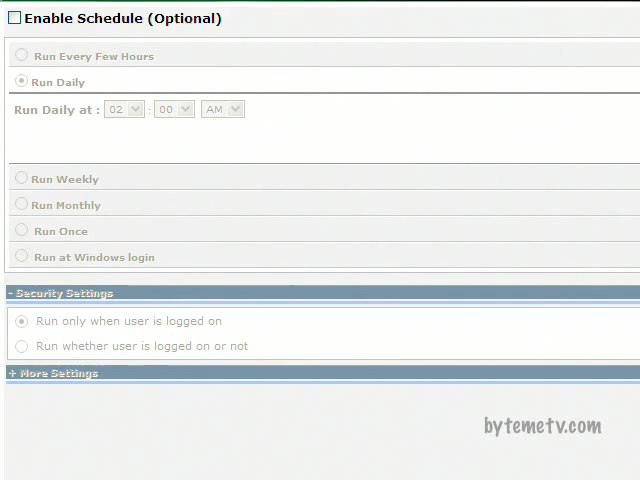 Enable Schedule (Optional)
Run Every Few Hours
Run Daily
Run Daily at : 02 : 00 AM
Run Weekly
Run Monthly
Run Once
Run at Windows login
- Security Settings
Run only when user is logged on
Run whether user is logged on or not
+ More Settings
bytemetv.com